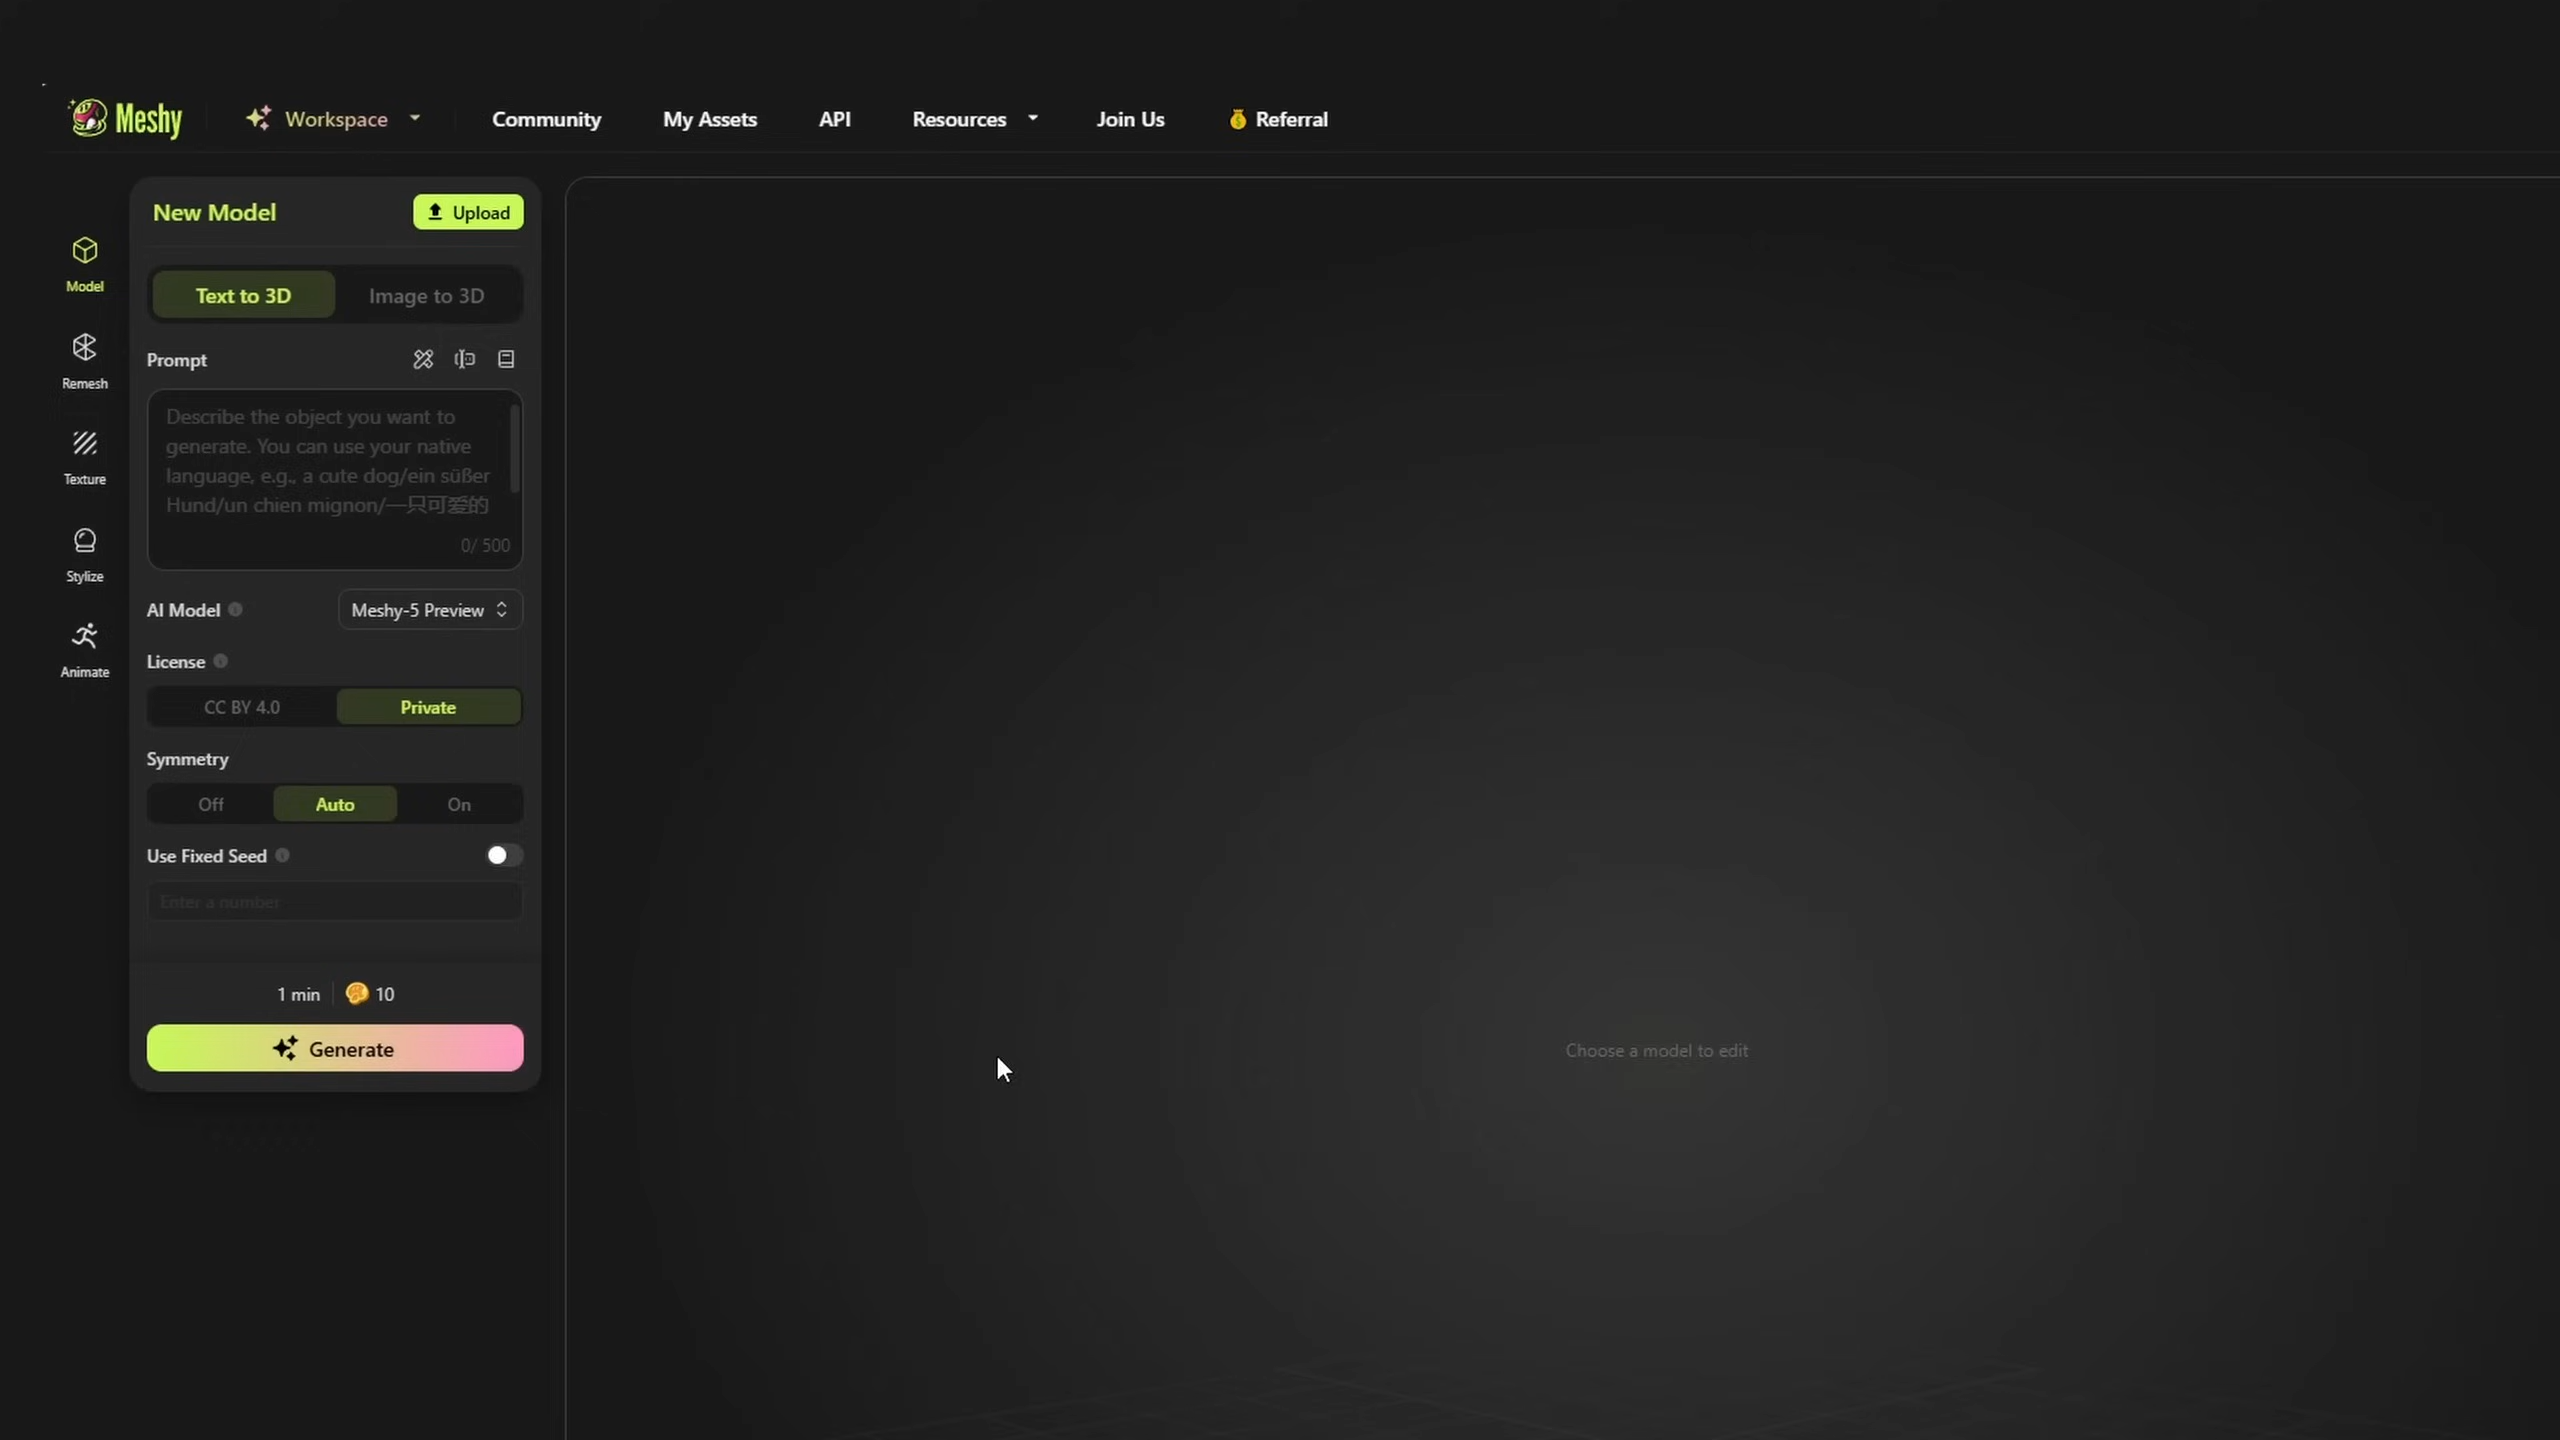 Meshy
Workspace
Community
My Assets
API
Resources
Join Us
Referral
New Model
Upload
Model
Text to 3D
Image to 3D
Remesh
Prompt
Describe the object you want to
generate. You can use your native
language, e.g., a cute dog/ein süßer
Hund/un chien mignon/一只可爱的
0/ 500
Texture
Stylize
AI Model
Meshy-5 Preview
License
Animate
CC BY 4.0
Private
Symmetry
Off
Auto
On
Use Fixed Seed
Enter a number
1 min
10
Generate
Choose a model to edit